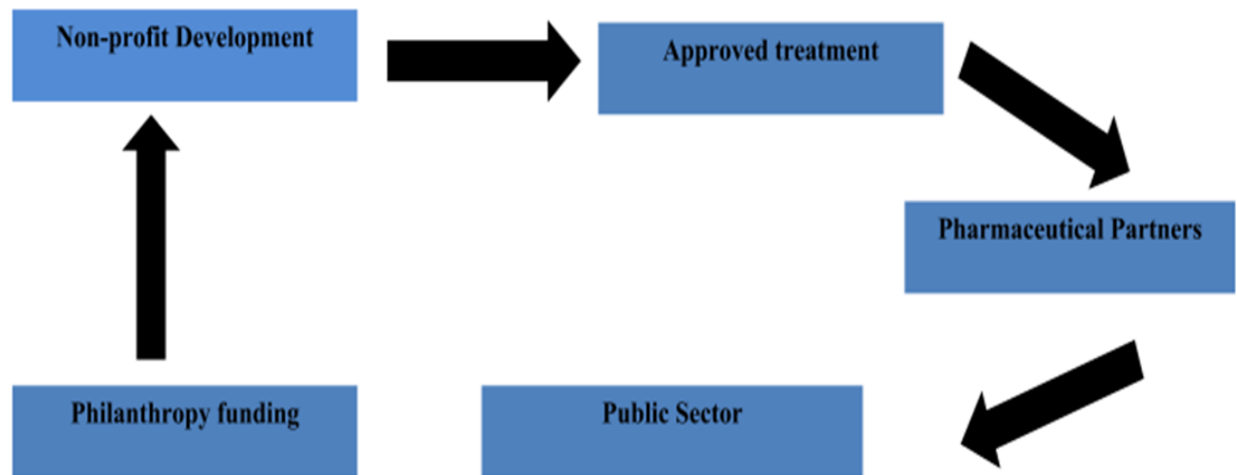 Non-profit Development
Approved treatment
Pharmaceutical Partners
Philanthropy funding
Public Sector